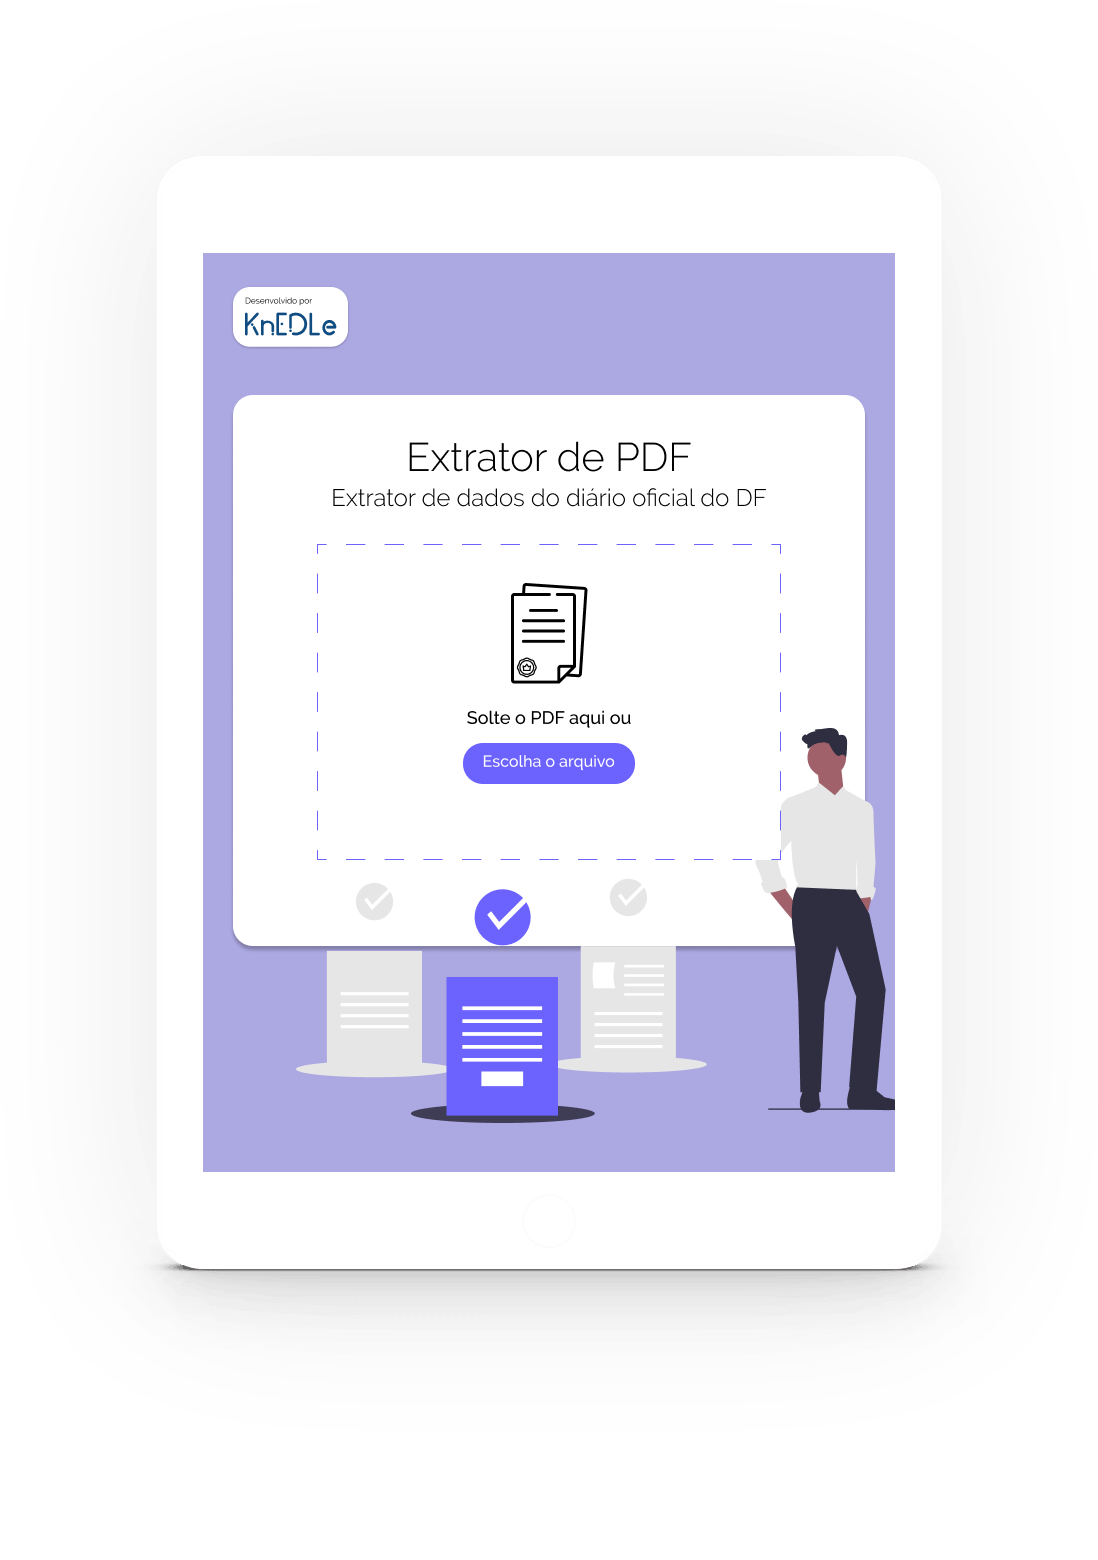 Desenvolvido por
KnEDLe
Extrator de PDF
Extrator de dados do diário oficial do DF
Solte o PDF aqui ou
Escolha o arquivo